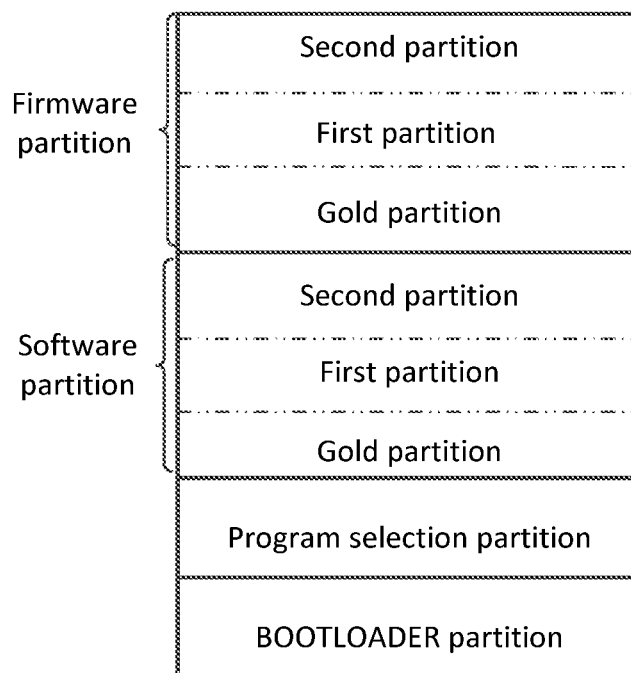 Second partition
Firmware
partition
First partition
Gold partition
Second partition
Software
partition
First partition
Gold partition
Program selection partition
BOOTLOADER partition